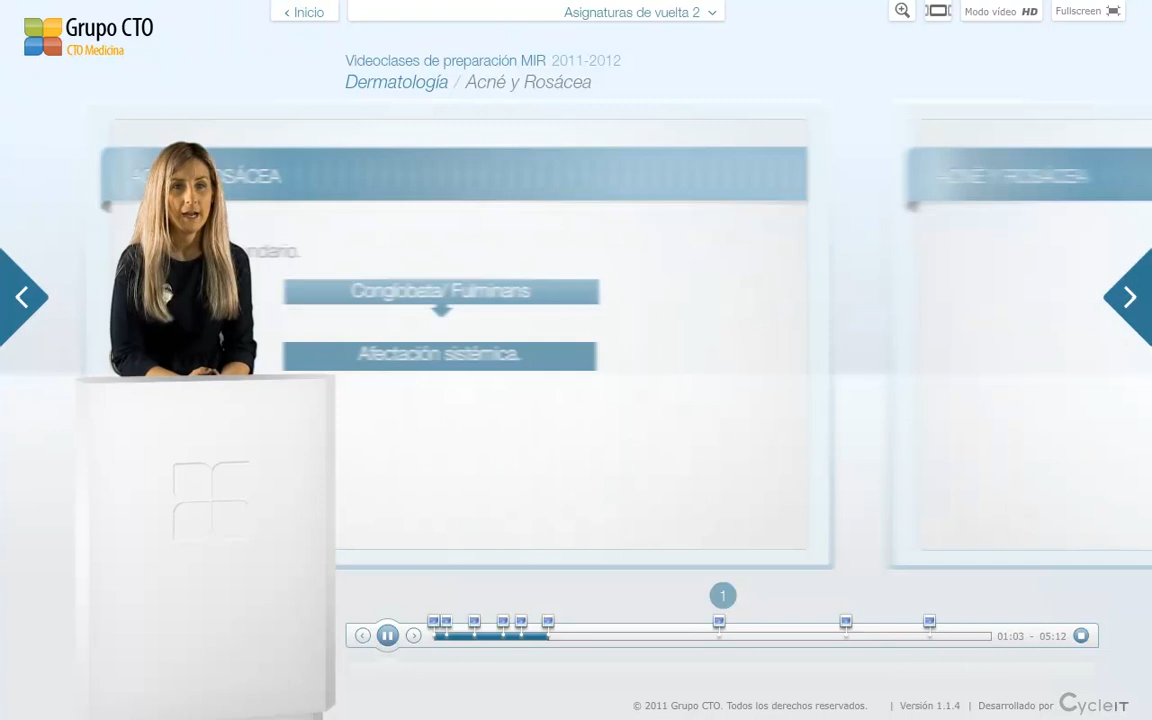 Grupo CTO
CTO Medicina
‹ Inicio
Asignaturas de vuelta 2
Modo vídeo HD
Fullscreen
Videoclases de preparación MIR 2011-2012
Dermatología / Acné y Rosácea
ACNÉ Y ROSÁCEA
Conglobata/ Fulminans
Afectación sistémica.
1
01:03 - 05:12
© 2011 Grupo CTO. Todos los derechos reservados. | Versión 1.1.4 | Desarrollado por CycleIT